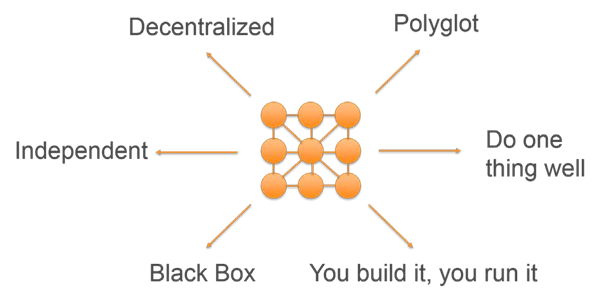 Decentralized
Polyglot
Independent
Do one
thing well
Black Box
You build it, you run it